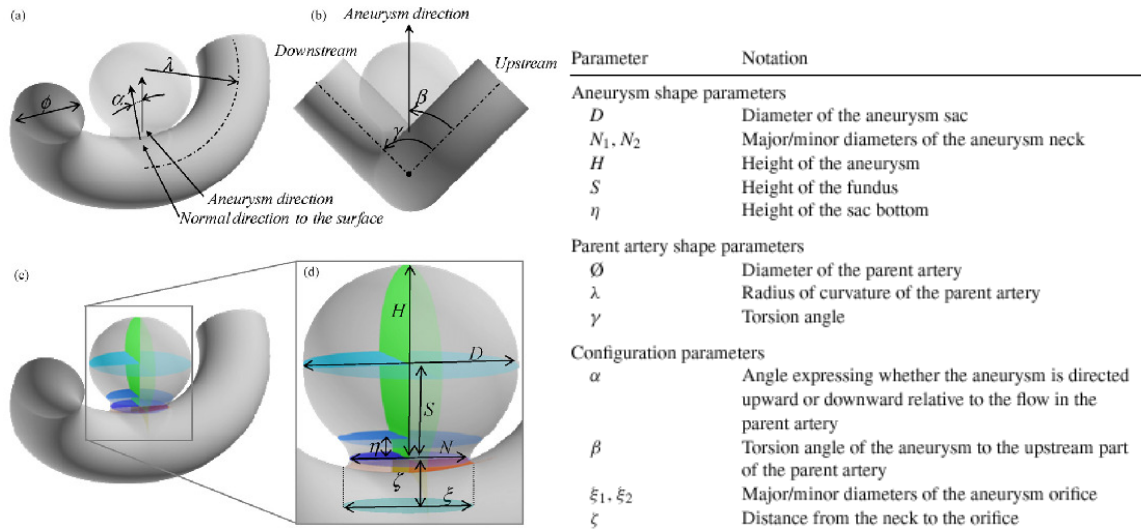 (a)
λ
α
ϕ
Aneurysm direction
Normal direction to the surface
(b)
Aneurysm direction
Downstream
Upstream
β
γ
(c)
(d)
H
D
S
η
N
ζ
ξ
Parameter Notation
Aneurysm shape parameters
D Diameter of the aneurysm sac
N1, N2 Major/minor diameters of the aneurysm neck
H Height of the aneurysm
S Height of the fundus
η Height of the sac bottom
Parent artery shape parameters
Ø Diameter of the parent artery
λ Radius of curvature of the parent artery
γ Torsion angle
Configuration parameters
α Angle expressing whether the aneurysm is directed
upward or downward relative to the flow in the
parent artery
β Torsion angle of the aneurysm to the upstream part
of the parent artery
ξ1, ξ2 Major/minor diameters of the aneurysm orifice
ζ Distance from the neck to the orifice